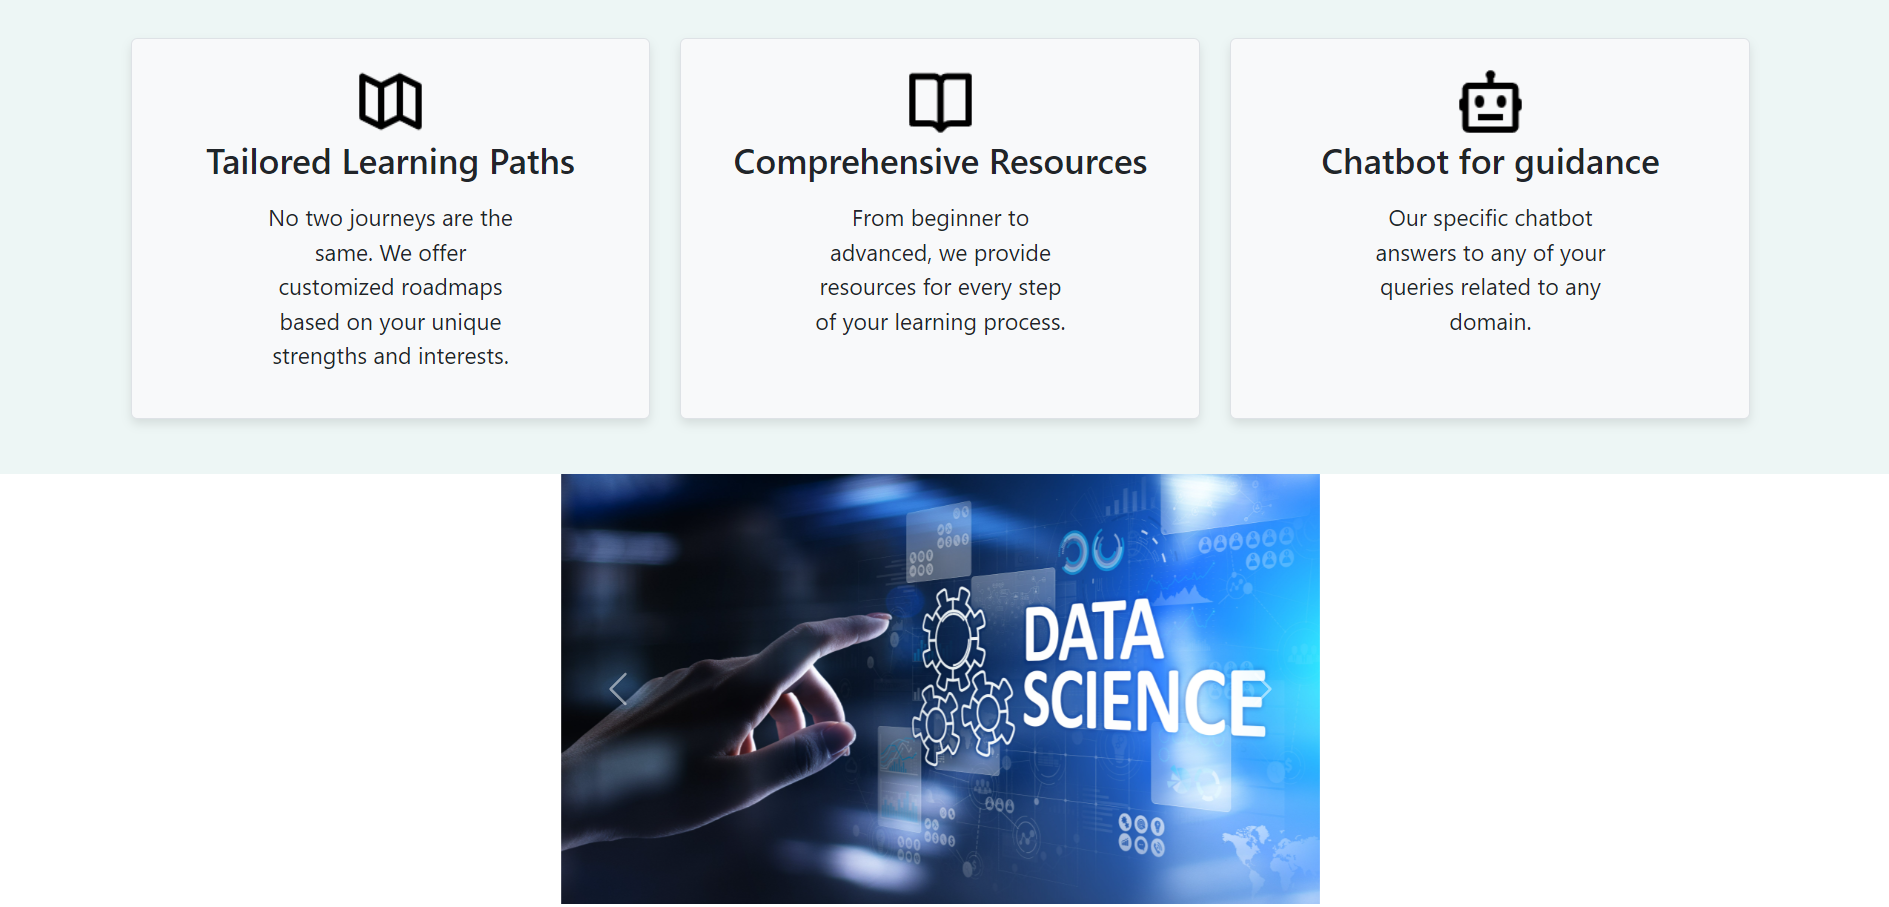 Tailored Learning Paths
No two journeys are the
same. We offer
customized roadmaps
based on your unique
strengths and interests.
Comprehensive Resources
From beginner to
advanced, we provide
resources for every step
of your learning process.
Chatbot for guidance
Our specific chatbot
answers to any of your
queries related to any
domain.
DATA
SCIENCE